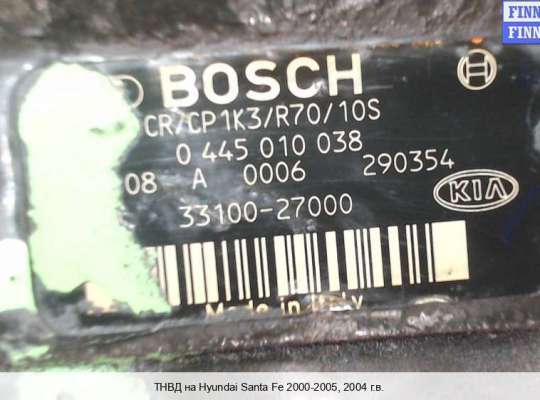 FINN
FINN
BOSCH
CR/CP1K3/R70/10S
0 445 010 038
08 A 0006 290354
KIA
33100-27000
Made in Italy
ТНВД на Hyundai Santa Fe 2000-2005, 2004 г.в.